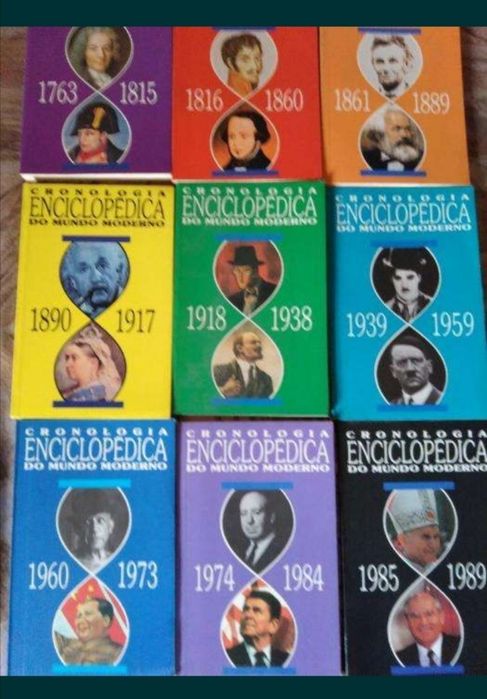 1763 1815
1816 1860
1861 1889
CRONOLOGIA
ENCICLOPÉDICA
DO MUNDO MODERNO
1890 1917
CRONOLOGIA
ENCICLOPÉDICA
DO MUNDO MODERNO
1918 1938
CRONOLOGIA
ENCICLOPÉDICA
DO MUNDO MODERNO
1939 1959
CRONOLOGIA
ENCICLOPÉDICA
DO MUNDO MODERNO
1960 1973
CRONOLOGIA
ENCICLOPÉDICA
DO MUNDO MODERNO
1974 1984
CRONOLOGIA
ENCICLOPÉDICA
DO MUNDO MODERNO
1985 1989